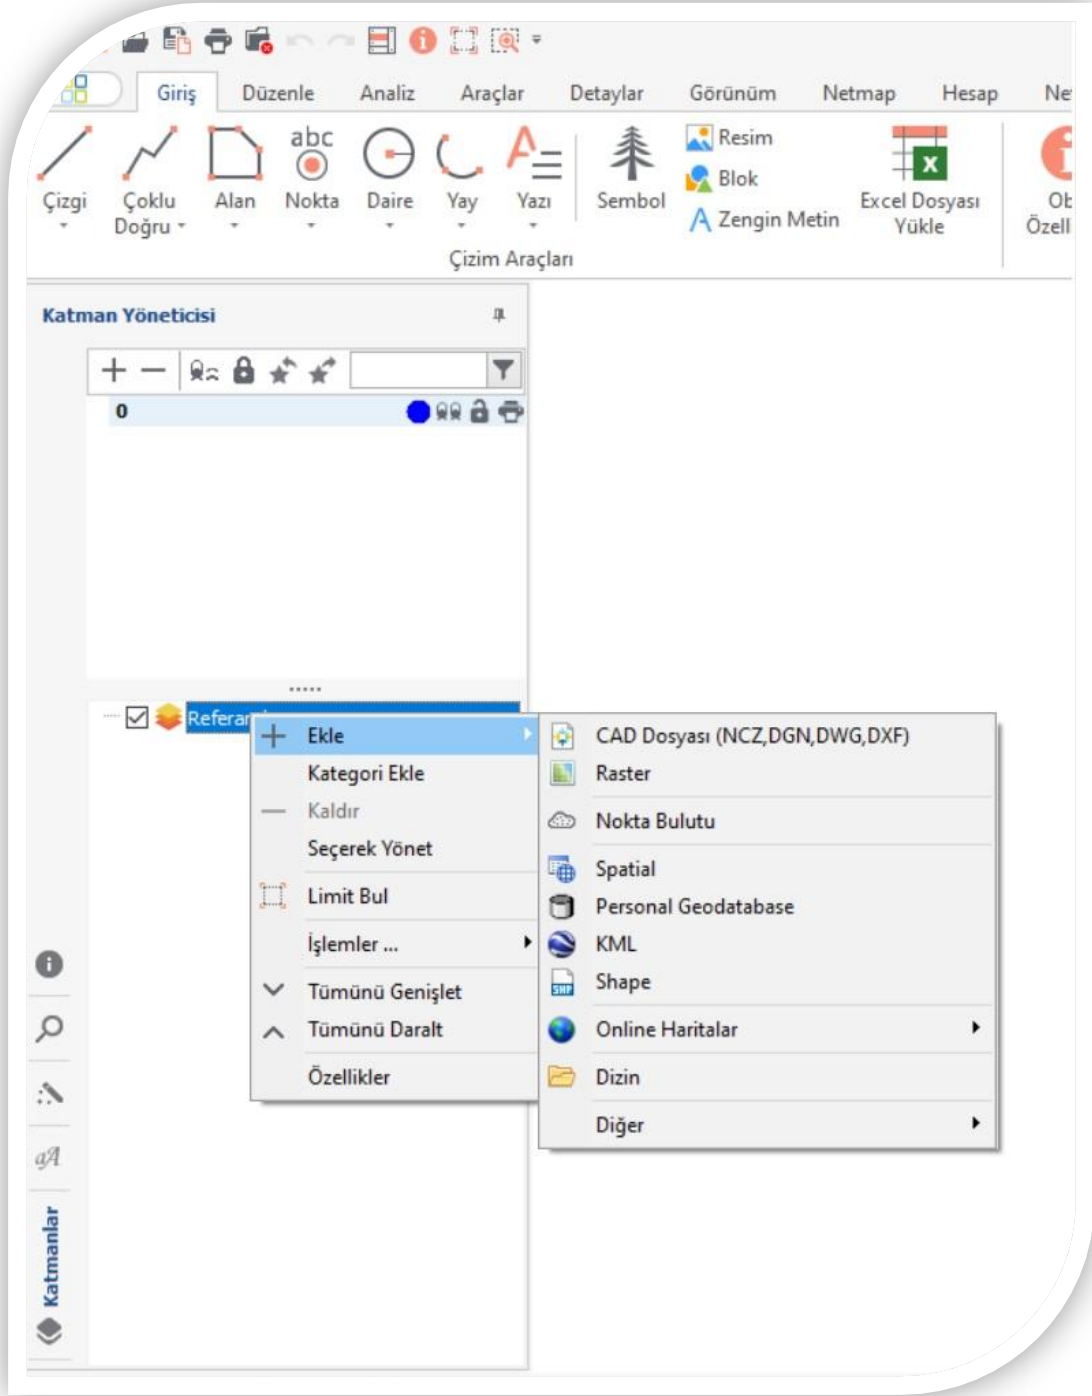 Giriş Düzenle Analiz Araçlar Detaylar Görünüm Netmap Hesap
abc
Çizgi Çoklu Doğru Alan Nokta Daire Yay Yazı Sembol
Resim
Blok
Zengin Metin
Excel Dosyası
Yükle
Çizim Araçları
Katman Yöneticisi
0
Ekle
Kategori Ekle
Kaldır
Seçerek Yönet
Limit Bul
İşlemler ...
Tümünü Genişlet
Tümünü Daralt
Özellikler
CAD Dosyası (NCZ,DGN,DWG,DXF)
Raster
Nokta Bulutu
Spatial
Personal Geodatabase
KML
Shape
Online Haritalar
Dizin
Diğer
aA
Katmanlar